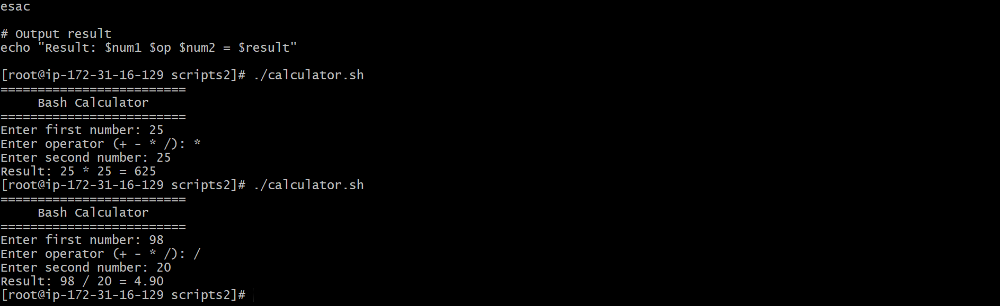 esac
# Output result
echo "Result: $num1 $op $num2 = $result"
[root@ip-172-31-16-129 scripts2]# ./calculator.sh
=========================
     Bash Calculator
=========================
Enter first number: 25
Enter operator (+ - * /): *
Enter second number: 25
Result: 25 * 25 = 625
[root@ip-172-31-16-129 scripts2]# ./calculator.sh
=========================
     Bash Calculator
=========================
Enter first number: 98
Enter operator (+ - * /): /
Enter second number: 20
Result: 98 / 20 = 4.90
[root@ip-172-31-16-129 scripts2]#